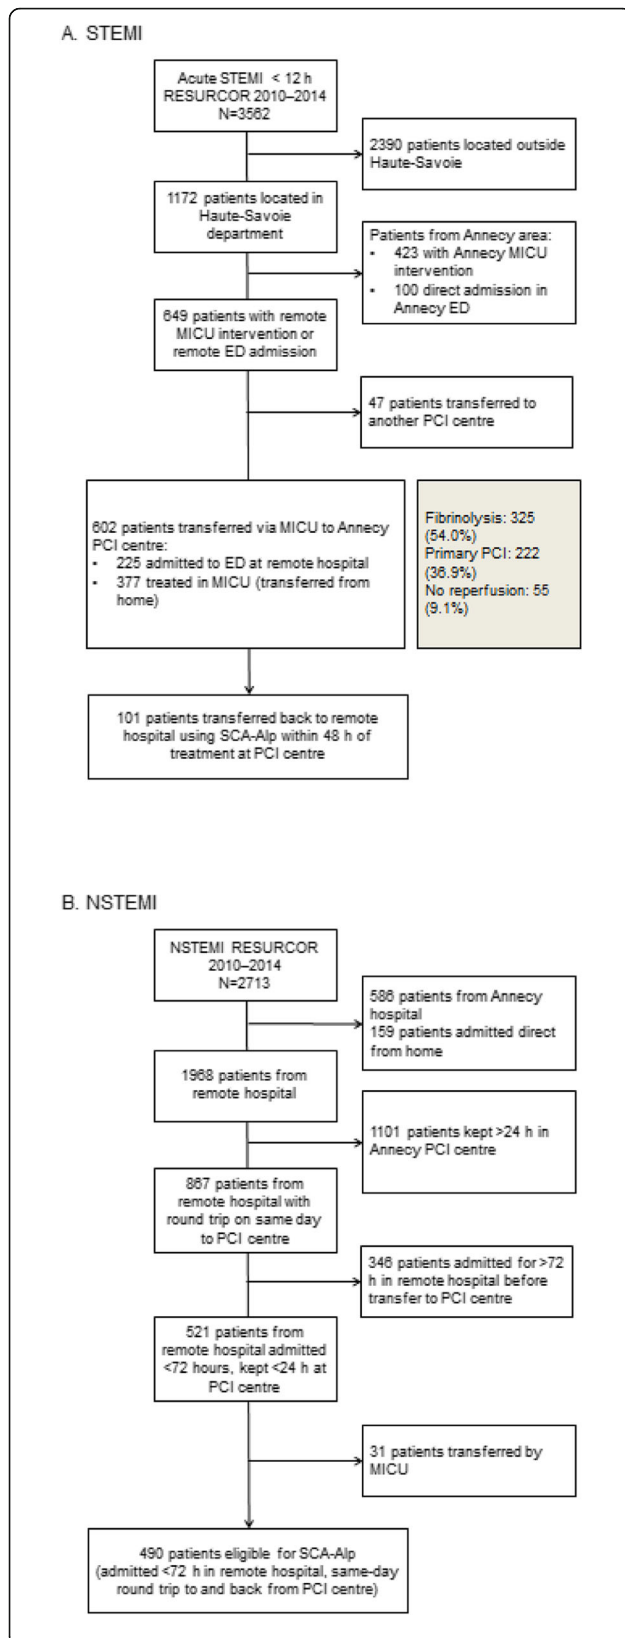 A. STEMI
Acute STEMI < 12 h
RESURCOR 2010–2014
N=3562
2390 patients located outside
Haute-Savoie
1172 patients located in
Haute-Savoie
department
Patients from Annecy area:
• 423 with Annecy MICU
intervention
• 100 direct admission in
Annecy ED
649 patients with remote
MICU intervention or
remote ED admission
47 patients transferred to
another PCI centre
602 patients transferred via MICU to Annecy
PCI centre:
• 225 admitted to ED at remote hospital
• 377 treated in MICU (transferred from
home)
Fibrinolysis: 325
(54.0%)
Primary PCI: 222
(36.9%)
No reperfusion: 55
(9.1%)
101 patients transferred back to remote
hospital using SCA-Alp within 48 h of
treatment at PCI centre
B. NSTEMI
NSTEMI RESURCOR
2010–2014
N=2713
586 patients from Annecy
hospital
159 patients admitted direct
from home
1968 patients from
remote hospital
1101 patients kept >24 h in
Annecy PCI centre
867 patients from
remote hospital with
round trip on same day
to PCI centre
346 patients admitted for >72
h in remote hospital before
transfer to PCI centre
521 patients from
remote hospital admitted
<72 hours, kept <24 h at
PCI centre
31 patients transferred by
MICU
490 patients eligible for SCA-Alp
(admitted <72 h in remote hospital, same-day
round trip to and back from PCI centre)